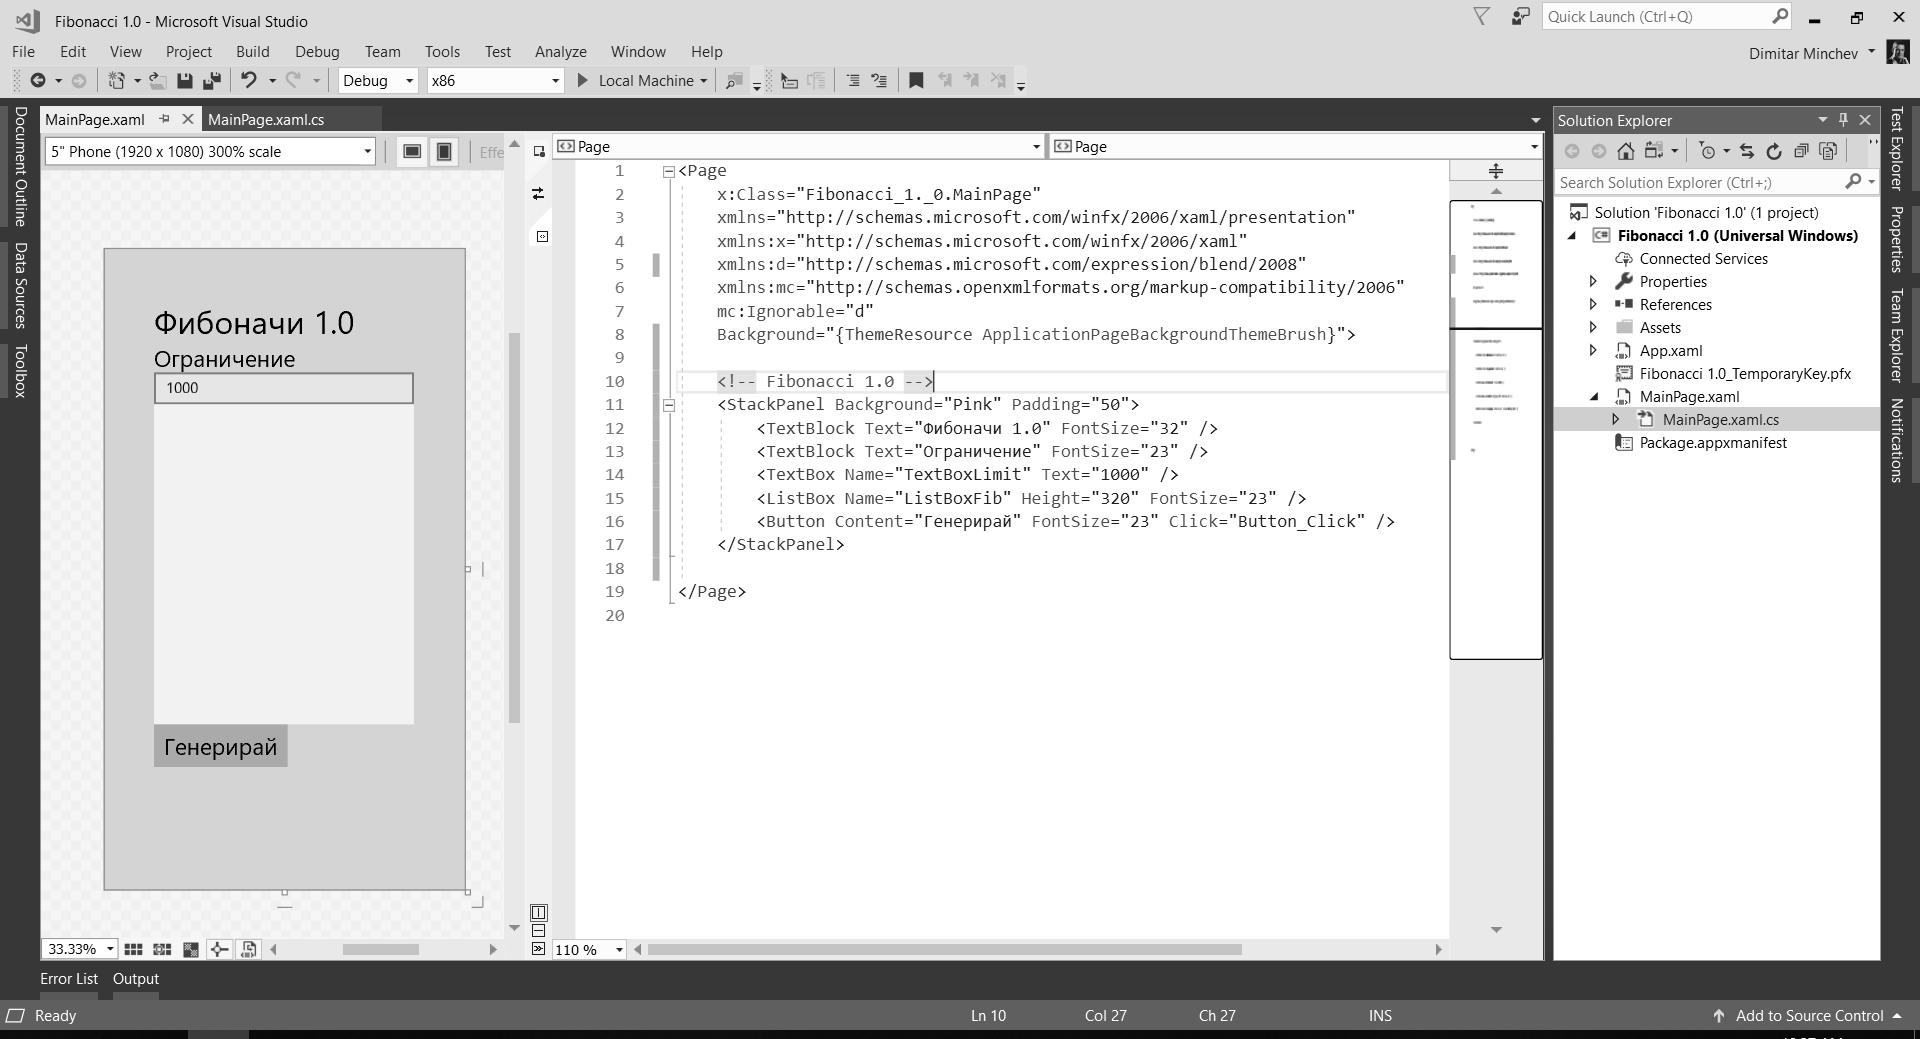 Fibonacci 1.0 - Microsoft Visual Studio
Quick Launch (Ctrl+Q)
File Edit View Project Build Debug Team Tools Test Analyze Window Help
Dimitar Minchev
Debug x86 Local Machine
MainPage.xaml MainPage.xaml.cs
5" Phone (1920 x 1080) 300% scale Effe
Фибоначи 1.0
Ограничение
1000
Генерирай
33.33%
Page Page
1 <Page
2 x:Class="Fibonacci_1._0.MainPage"
3 xmlns="http://schemas.microsoft.com/winfx/2006/xaml/presentation"
4 xmlns:x="http://schemas.microsoft.com/winfx/2006/xaml"
5 xmlns:d="http://schemas.microsoft.com/expression/blend/2008"
6 xmlns:mc="http://schemas.openxmlformats.org/markup-compatibility/2006"
7 mc:Ignorable="d"
8 Background="{ThemeResource ApplicationPageBackgroundThemeBrush}">
9
10 <!-- Fibonacci 1.0 -->
11 <StackPanel Background="Pink" Padding="50">
12 <TextBlock Text="Фибоначи 1.0" FontSize="32" />
13 <TextBlock Text="Ограничение" FontSize="23" />
14 <TextBox Name="TextBoxLimit" Text="1000" />
15 <ListBox Name="ListBoxFib" Height="320" FontSize="23" />
16 <Button Content="Генерирай" FontSize="23" Click="Button_Click" />
17 </StackPanel>
18
19 </Page>
20
110 %
Solution Explorer
Search Solution Explorer (Ctrl+;)
Solution 'Fibonacci 1.0' (1 project)
C# Fibonacci 1.0 (Universal Windows)
Connected Services
Properties
References
Assets
App.xaml
Fibonacci 1.0_TemporaryKey.pfx
MainPage.xaml
MainPage.xaml.cs
Package.appxmanifest
Document Outline
Data Sources
Toolbox
Test Explorer
Properties
Team Explorer
Notifications
Error List Output
Ready Ln 10 Col 27 Ch 27 INS Add to Source Control